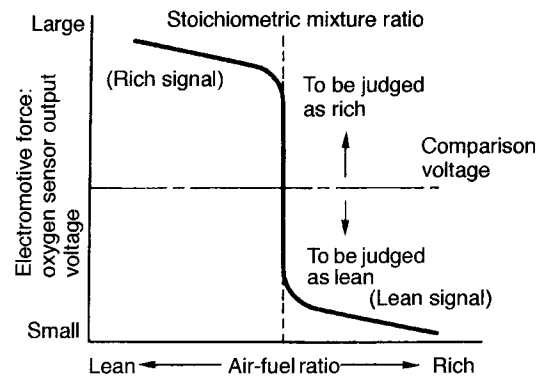 Large
Stoichiometric mixture ratio
(Rich signal)
To be judged
as rich
Comparison
voltage
Electromotive force:
oxygen sensor output
voltage
To be judged
as lean
(Lean signal)
Small
Lean
Air-fuel ratio
Rich